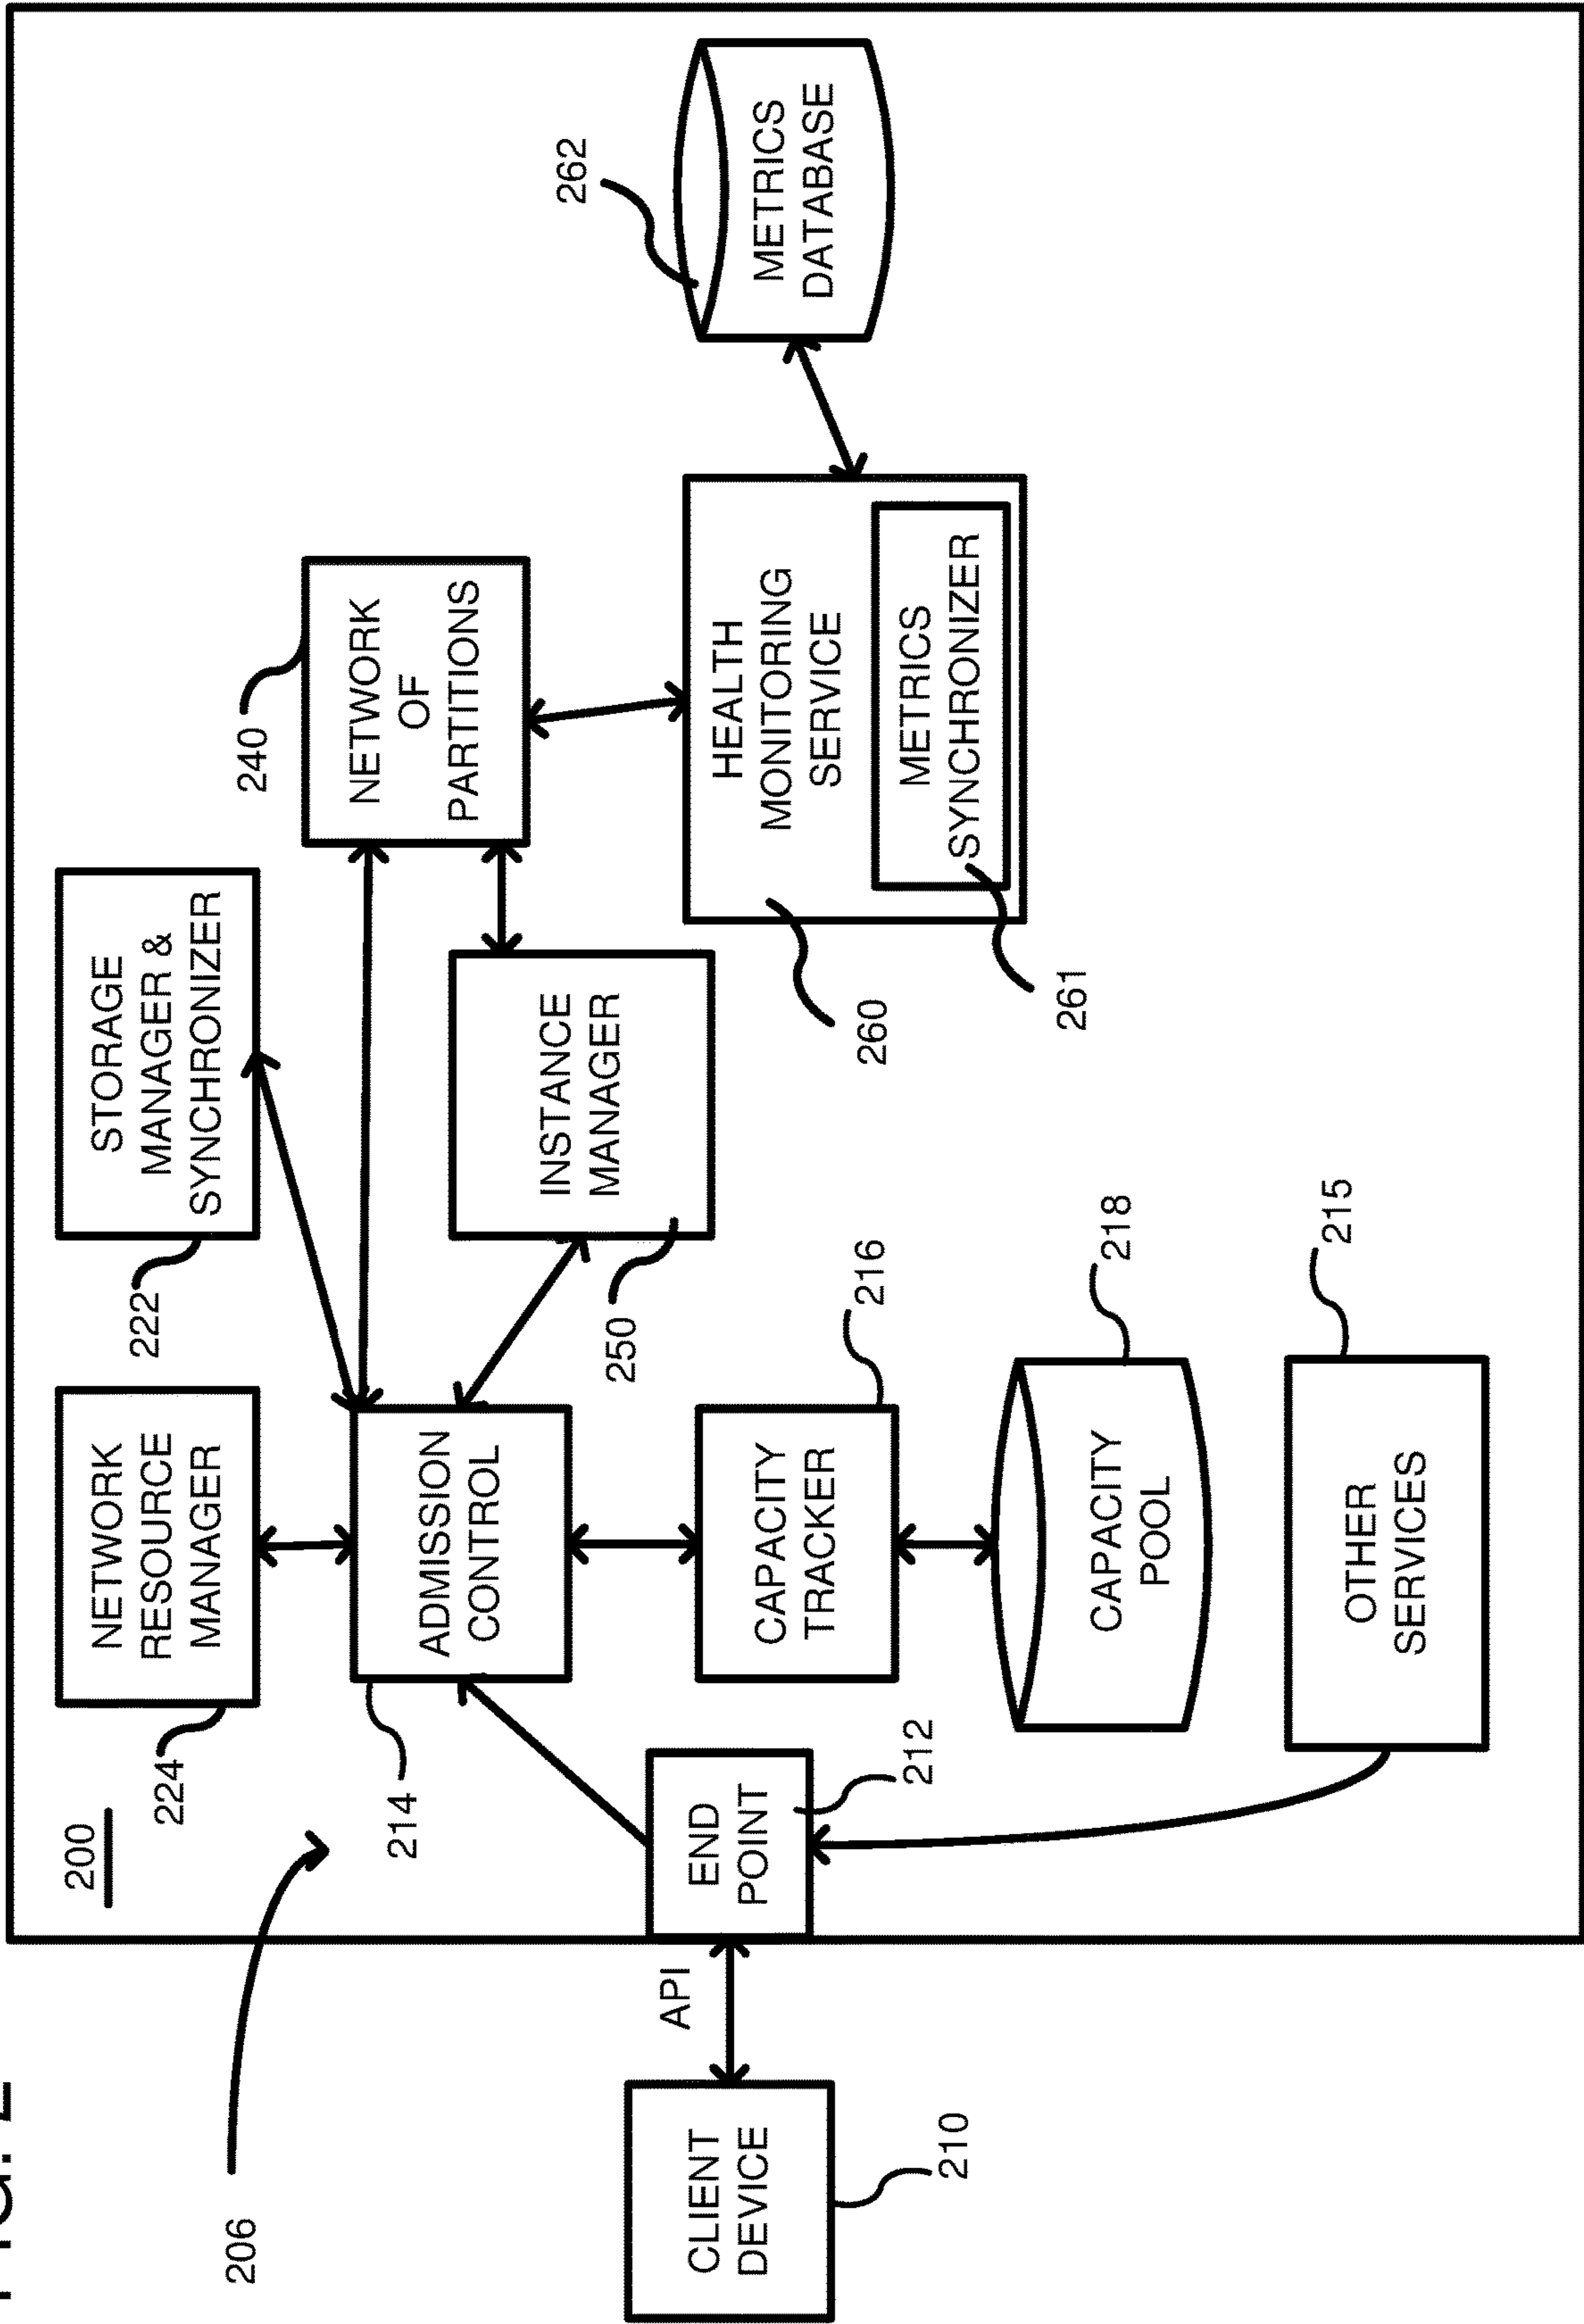 FIG. 2
200
206
224
NETWORK
RESOURCE
MANAGER
222
STORAGE
MANAGER &
SYNCHRONIZER
214
ADMISSION
CONTROL
240
NETWORK
OF
PARTITIONS
250
INSTANCE
MANAGER
262
METRICS
DATABASE
CLIENT
DEVICE
210
API
END
POINT
212
CAPACITY
TRACKER
216
HEALTH
MONITORING
SERVICE
260
METRICS
SYNCHRONIZER
261
CAPACITY
POOL
218
OTHER
SERVICES
215